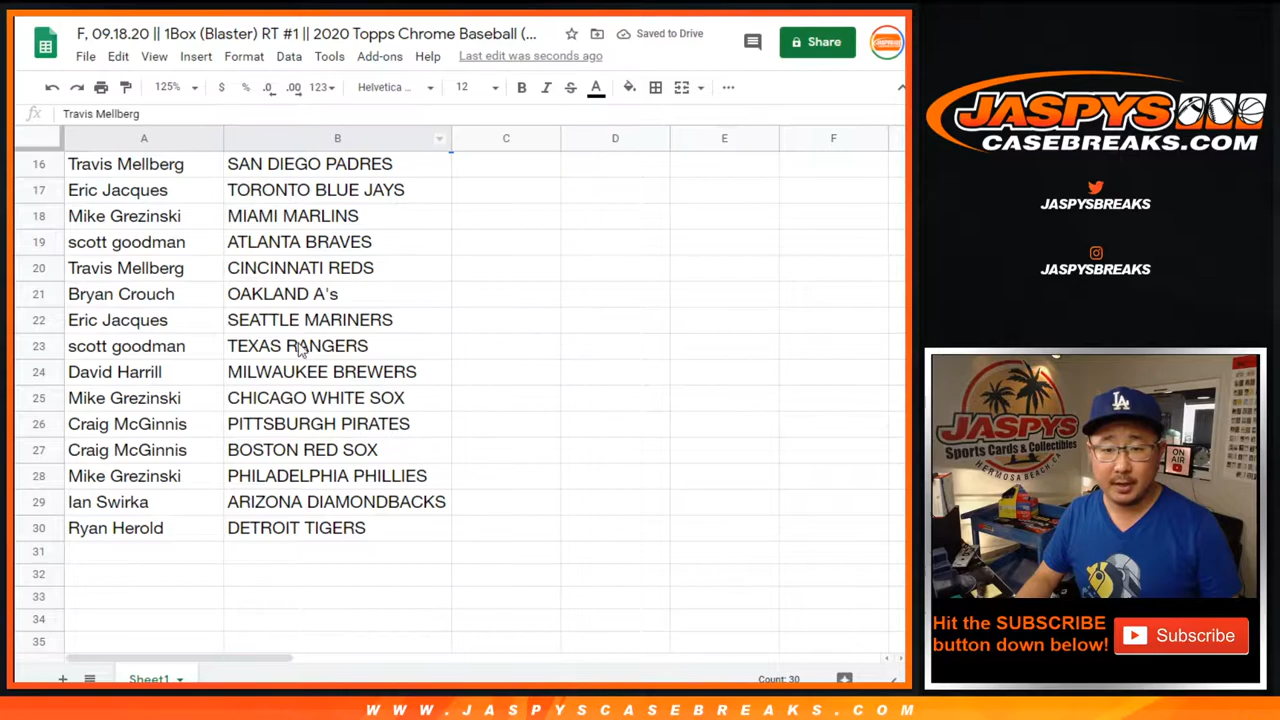 F, 09.18.20 || 1Box (Blaster) RT #1 || 2020 Topps Chrome Baseball (...
Saved to Drive
Share
File Edit View Insert Format Data Tools Add-ons Help Last edit was seconds ago
125% $ % .0 .00 123 Helvetica ... 12 B I S A
fx Travis Mellberg
A B C D E F
16 Travis Mellberg SAN DIEGO PADRES
17 Eric Jacques TORONTO BLUE JAYS
18 Mike Grezinski MIAMI MARLINS
19 scott goodman ATLANTA BRAVES
20 Travis Mellberg CINCINNATI REDS
21 Bryan Crouch OAKLAND A's
22 Eric Jacques SEATTLE MARINERS
23 scott goodman TEXAS RANGERS
24 David Harrill MILWAUKEE BREWERS
25 Mike Grezinski CHICAGO WHITE SOX
26 Craig McGinnis PITTSBURGH PIRATES
27 Craig McGinnis BOSTON RED SOX
28 Mike Grezinski PHILADELPHIA PHILLIES
29 Ian Swirka ARIZONA DIAMONDBACKS
30 Ryan Herold DETROIT TIGERS
31
32
33
34
35
Sheet1
Count: 30
JASPYS
CASEBREAKS.COM
JASPYSBREAKS
JASPYSBREAKS
JASPYS
Sports Cards & Collectibles
HERMOSA BEACH, CA
ON AIR
LA
Hit the SUBSCRIBE
button down below!
Subscribe
WWW.JASPYSCASEBREAKS.COM